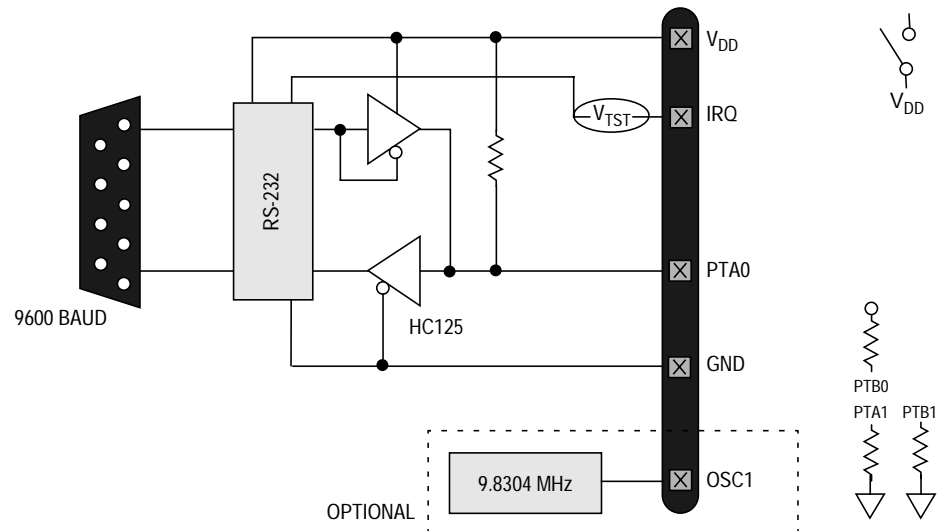 V_DD
IRQ
V_TST
V_DD
RS-232
PTA0
9600 BAUD
HC125
GND
PTB0
PTA1 PTB1
9.8304 MHz
OSC1
OPTIONAL